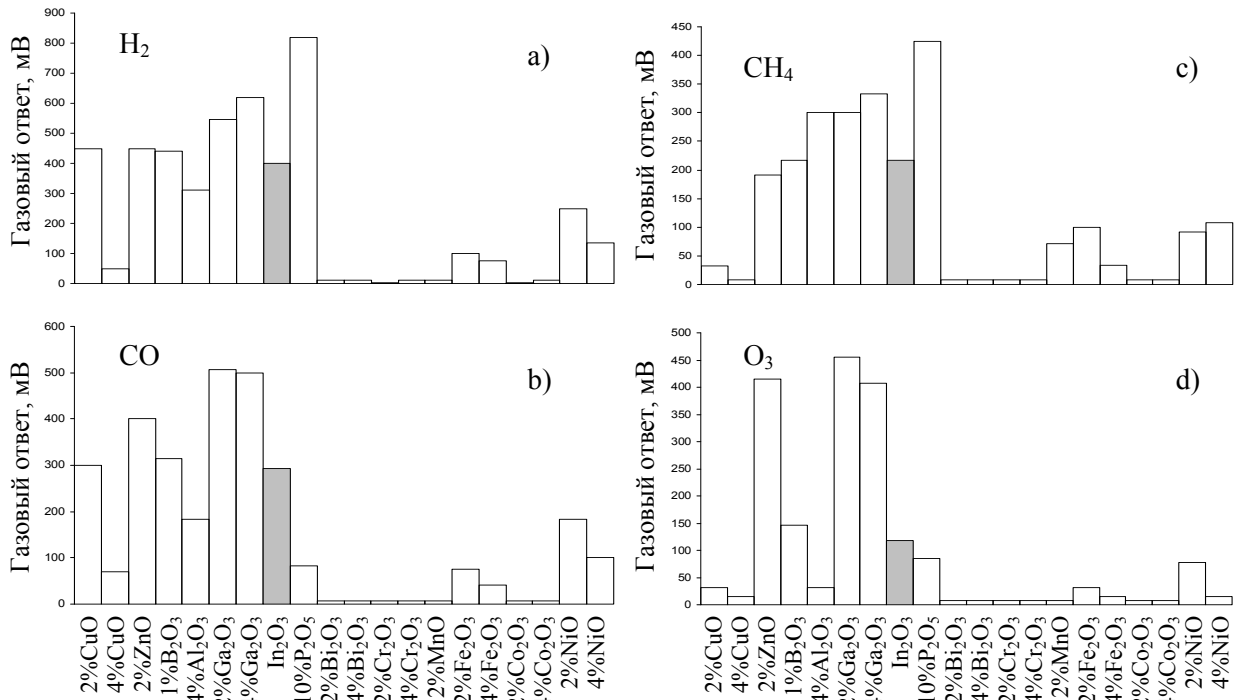 900
800
700
600
500
400
300
200
100
0
Газовый ответ, мВ
H2
a)
450
400
350
300
250
200
150
100
50
0
Газовый ответ, мВ
CH4
c)
600
500
400
300
200
100
0
Газовый ответ, мВ
CO
b)
2%CuO
4%CuO
2%ZnO
1%B2O3
4%Al2O3
2%Ga2O3
4%Ga2O3
In2O3
10%P2O5
2%Bi2O3
4%Bi2O3
2%Cr2O3
4%Cr2O3
2%MnO
2%Fe2O3
4%Fe2O3
%Co2O3
%Co2O3
2%NiO
4%NiO
500
450
400
350
300
250
200
150
100
50
0
Газовый ответ, мВ
O3
d)
2%CuO
4%CuO
2%ZnO
1%B2O3
4%Al2O3
%Ga2O3
%Ga2O3
In2O3
10%P2O5
2%Bi2O3
4%Bi2O3
2%Cr2O3
4%Cr2O3
2%MnO
2%Fe2O3
4%Fe2O3
%Co2O3
%Co2O3
2%NiO
4%NiO